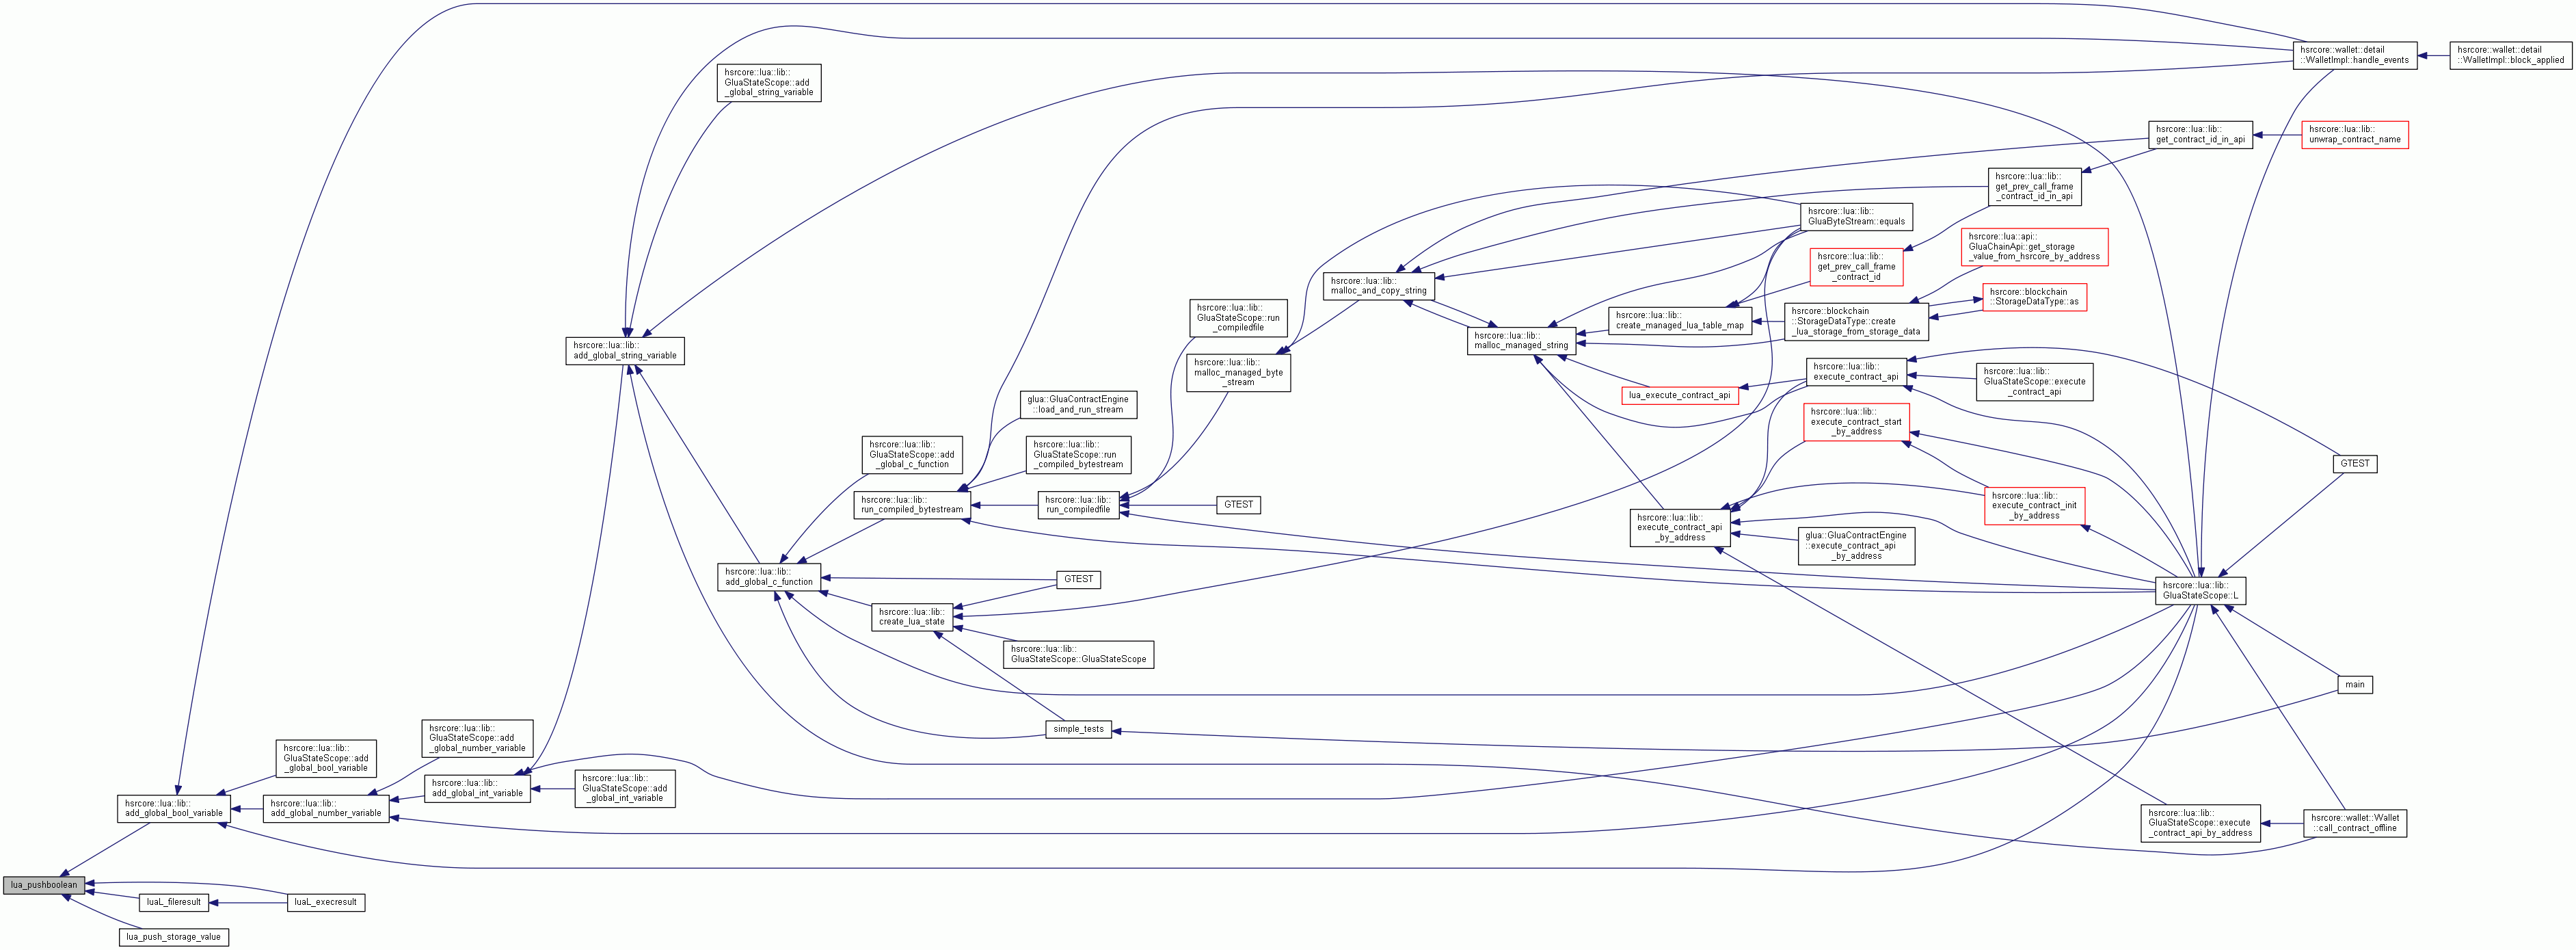 hsrcore::wallet::detail
::WalletImpl::handle_events
hsrcore::wallet::detail
::WalletImpl::block_applied
hsrcore::lua::lib::
GluaStateScope::add
_global_string_variable
hsrcore::lua::lib::
get_contract_id_in_api
hsrcore::lua::lib::
unwrap_contract_name
hsrcore::lua::lib::
get_prev_call_frame
_contract_id_in_api
hsrcore::lua::lib::
GluaByteStream::equals
hsrcore::lua::api::
GluaChainApi::get_storage
_value_from_hsrcore_by_address
hsrcore::lua::lib::
get_prev_call_frame
_contract_id
hsrcore::lua::lib::
malloc_and_copy_string
hsrcore::blockchain
::StorageDataType::as
hsrcore::lua::lib::
GluaStateScope::run
_compiledfile
hsrcore::lua::lib::
create_managed_lua_table_map
hsrcore::blockchain
::StorageDataType::create
_lua_storage_from_storage_data
hsrcore::lua::lib::
malloc_managed_string
hsrcore::lua::lib::
add_global_string_variable
hsrcore::lua::lib::
malloc_managed_byte
_stream
hsrcore::lua::lib::
execute_contract_api
hsrcore::lua::lib::
GluaStateScope::execute
_contract_api
lua_execute_contract_api
glua::GluaContractEngine
::load_and_run_stream
hsrcore::lua::lib::
execute_contract_start
_by_address
hsrcore::lua::lib::
GluaStateScope::add
_global_c_function
hsrcore::lua::lib::
GluaStateScope::run
_compiled_bytestream
GTEST
hsrcore::lua::lib::
run_compiled_bytestream
hsrcore::lua::lib::
run_compiledfile
GTEST
hsrcore::lua::lib::
execute_contract_init
_by_address
hsrcore::lua::lib::
execute_contract_api
_by_address
glua::GluaContractEngine
::execute_contract_api
_by_address
hsrcore::lua::lib::
add_global_c_function
GTEST
hsrcore::lua::lib::
GluaStateScope::L
hsrcore::lua::lib::
create_lua_state
hsrcore::lua::lib::
GluaStateScope::GluaStateScope
main
simple_tests
hsrcore::lua::lib::
GluaStateScope::add
_global_number_variable
hsrcore::lua::lib::
GluaStateScope::add
_global_bool_variable
hsrcore::lua::lib::
add_global_int_variable
hsrcore::lua::lib::
GluaStateScope::add
_global_int_variable
hsrcore::lua::lib::
add_global_bool_variable
hsrcore::lua::lib::
add_global_number_variable
hsrcore::lua::lib::
GluaStateScope::execute
_contract_api_by_address
hsrcore::wallet::Wallet
::call_contract_offline
lua_pushboolean
luaL_fileresult
luaL_execresult
lua_push_storage_value